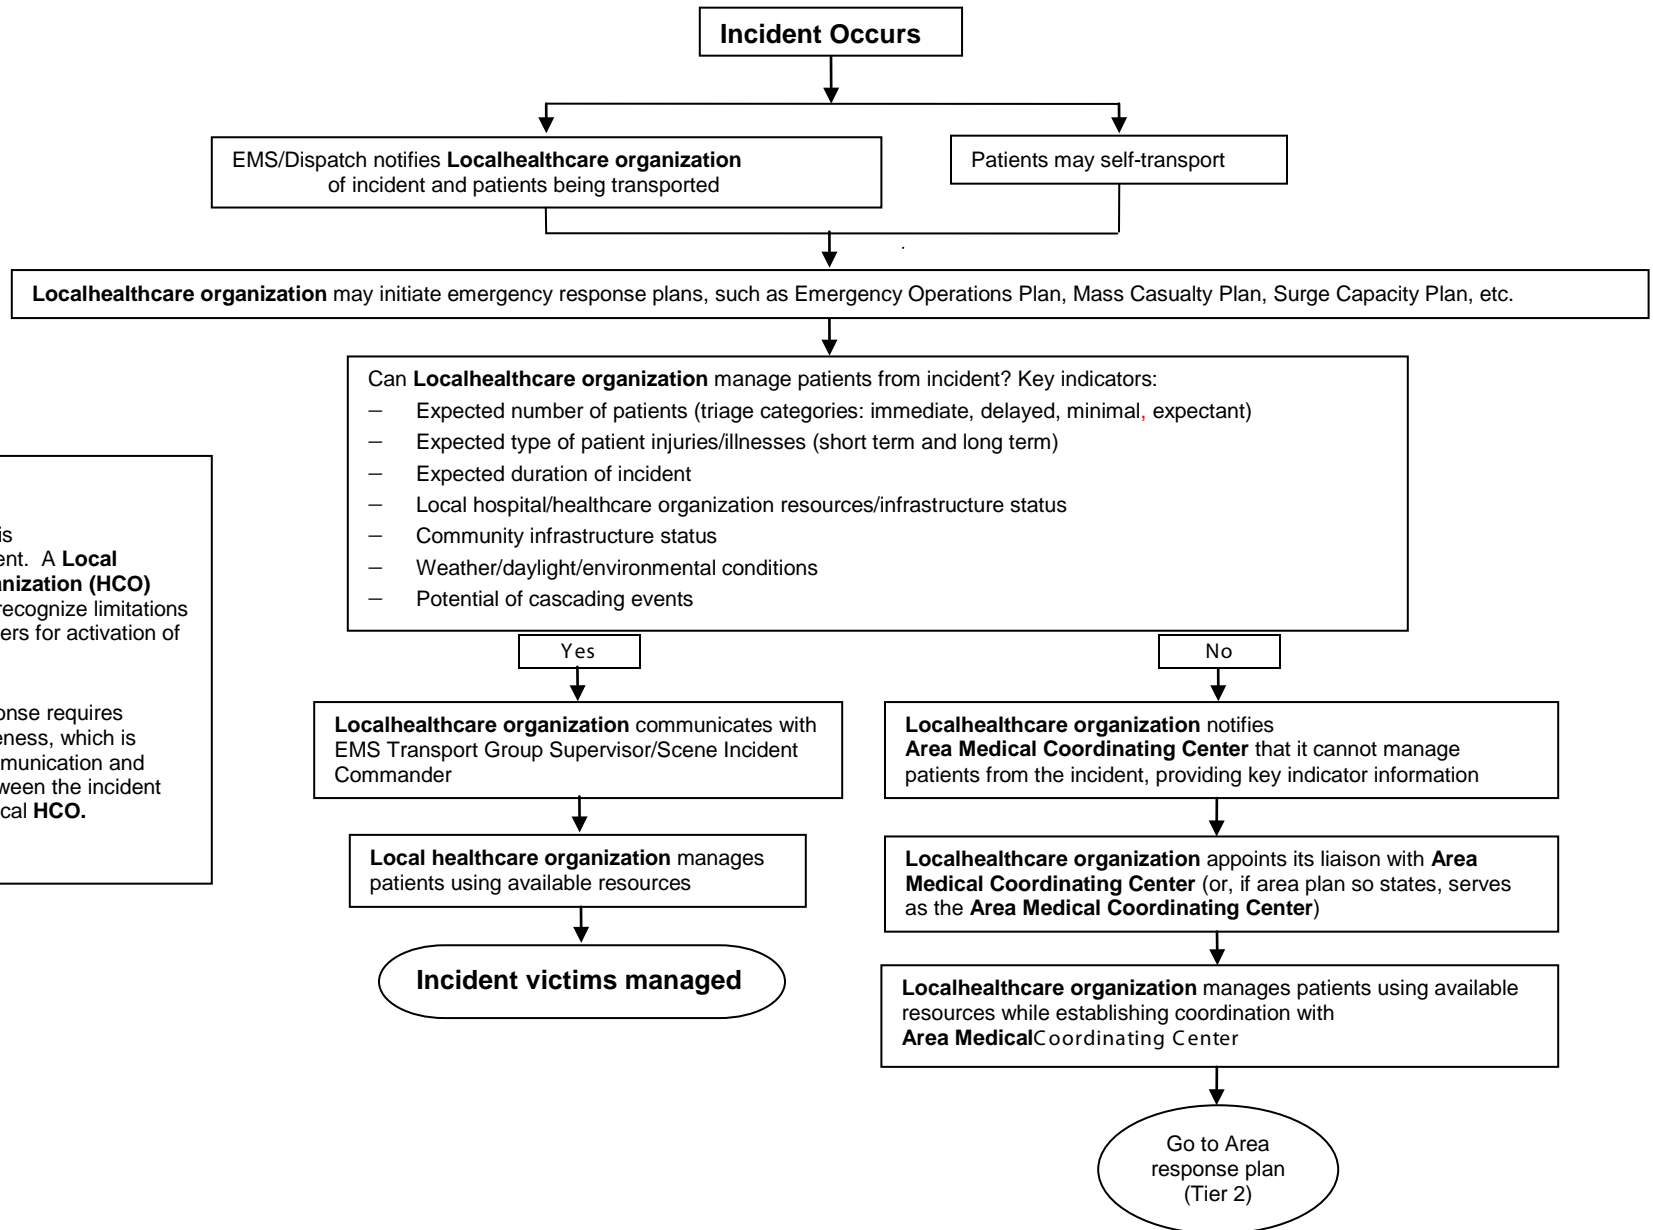 Incident Occurs
EMS/Dispatch notifies Localhealthcare organization
of incident and patients being transported
Patients may self-transport
Localhealthcare organization may initiate emergency response plans, such as Emergency Operations Plan, Mass Casualty Plan, Surge Capacity Plan, etc.
Can Localhealthcare organization manage patients from incident? Key indicators:
– Expected number of patients (triage categories: immediate, delayed, minimal, expectant)
– Expected type of patient injuries/illnesses (short term and long term)
– Expected duration of incident
– Local hospital/healthcare organization resources/infrastructure status
– Community infrastructure status
– Weather/daylight/environmental conditions
– Potential of cascading events
is
ent. A Local
anization (HCO)
recognize limitations
ers for activation of
onse requires
eness, which is
munication and
ween the incident
cal HCO.
Yes
Localhealthcare organization communicates with
EMS Transport Group Supervisor/Scene Incident
Commander
Local healthcare organization manages
patients using available resources
Incident victims managed
No
Localhealthcare organization notifies
Area Medical Coordinating Center that it cannot manage
patients from the incident, providing key indicator information
Localhealthcare organization appoints its liaison with Area
Medical Coordinating Center (or, if area plan so states, serves
as the Area Medical Coordinating Center)
Localhealthcare organization manages patients using available
resources while establishing coordination with
Area MedicalCoordinating Center
Go to Area
response plan
(Tier 2)